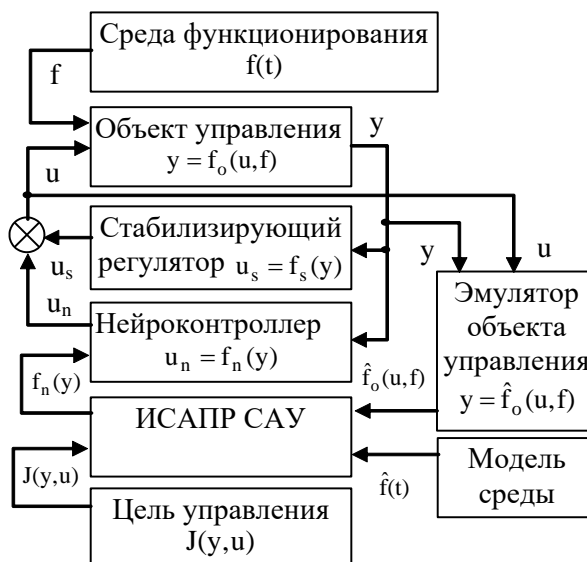 Среда функционирования
f(t)
f
Объект управления
y = f_o(u,f)
y
u
Стабилизирующий
регулятор u_s = f_s(y)
u_s
u_n
y
u
Нейроконтроллер
u_n = f_n(y)
Эмулятор
объекта
управления
y = f̂_o(u,f)
f_n(y)
f̂_o(u,f)
ИСАПР САУ
J(y,u)
f̂(t)
Модель
среды
Цель управления
J(y,u)